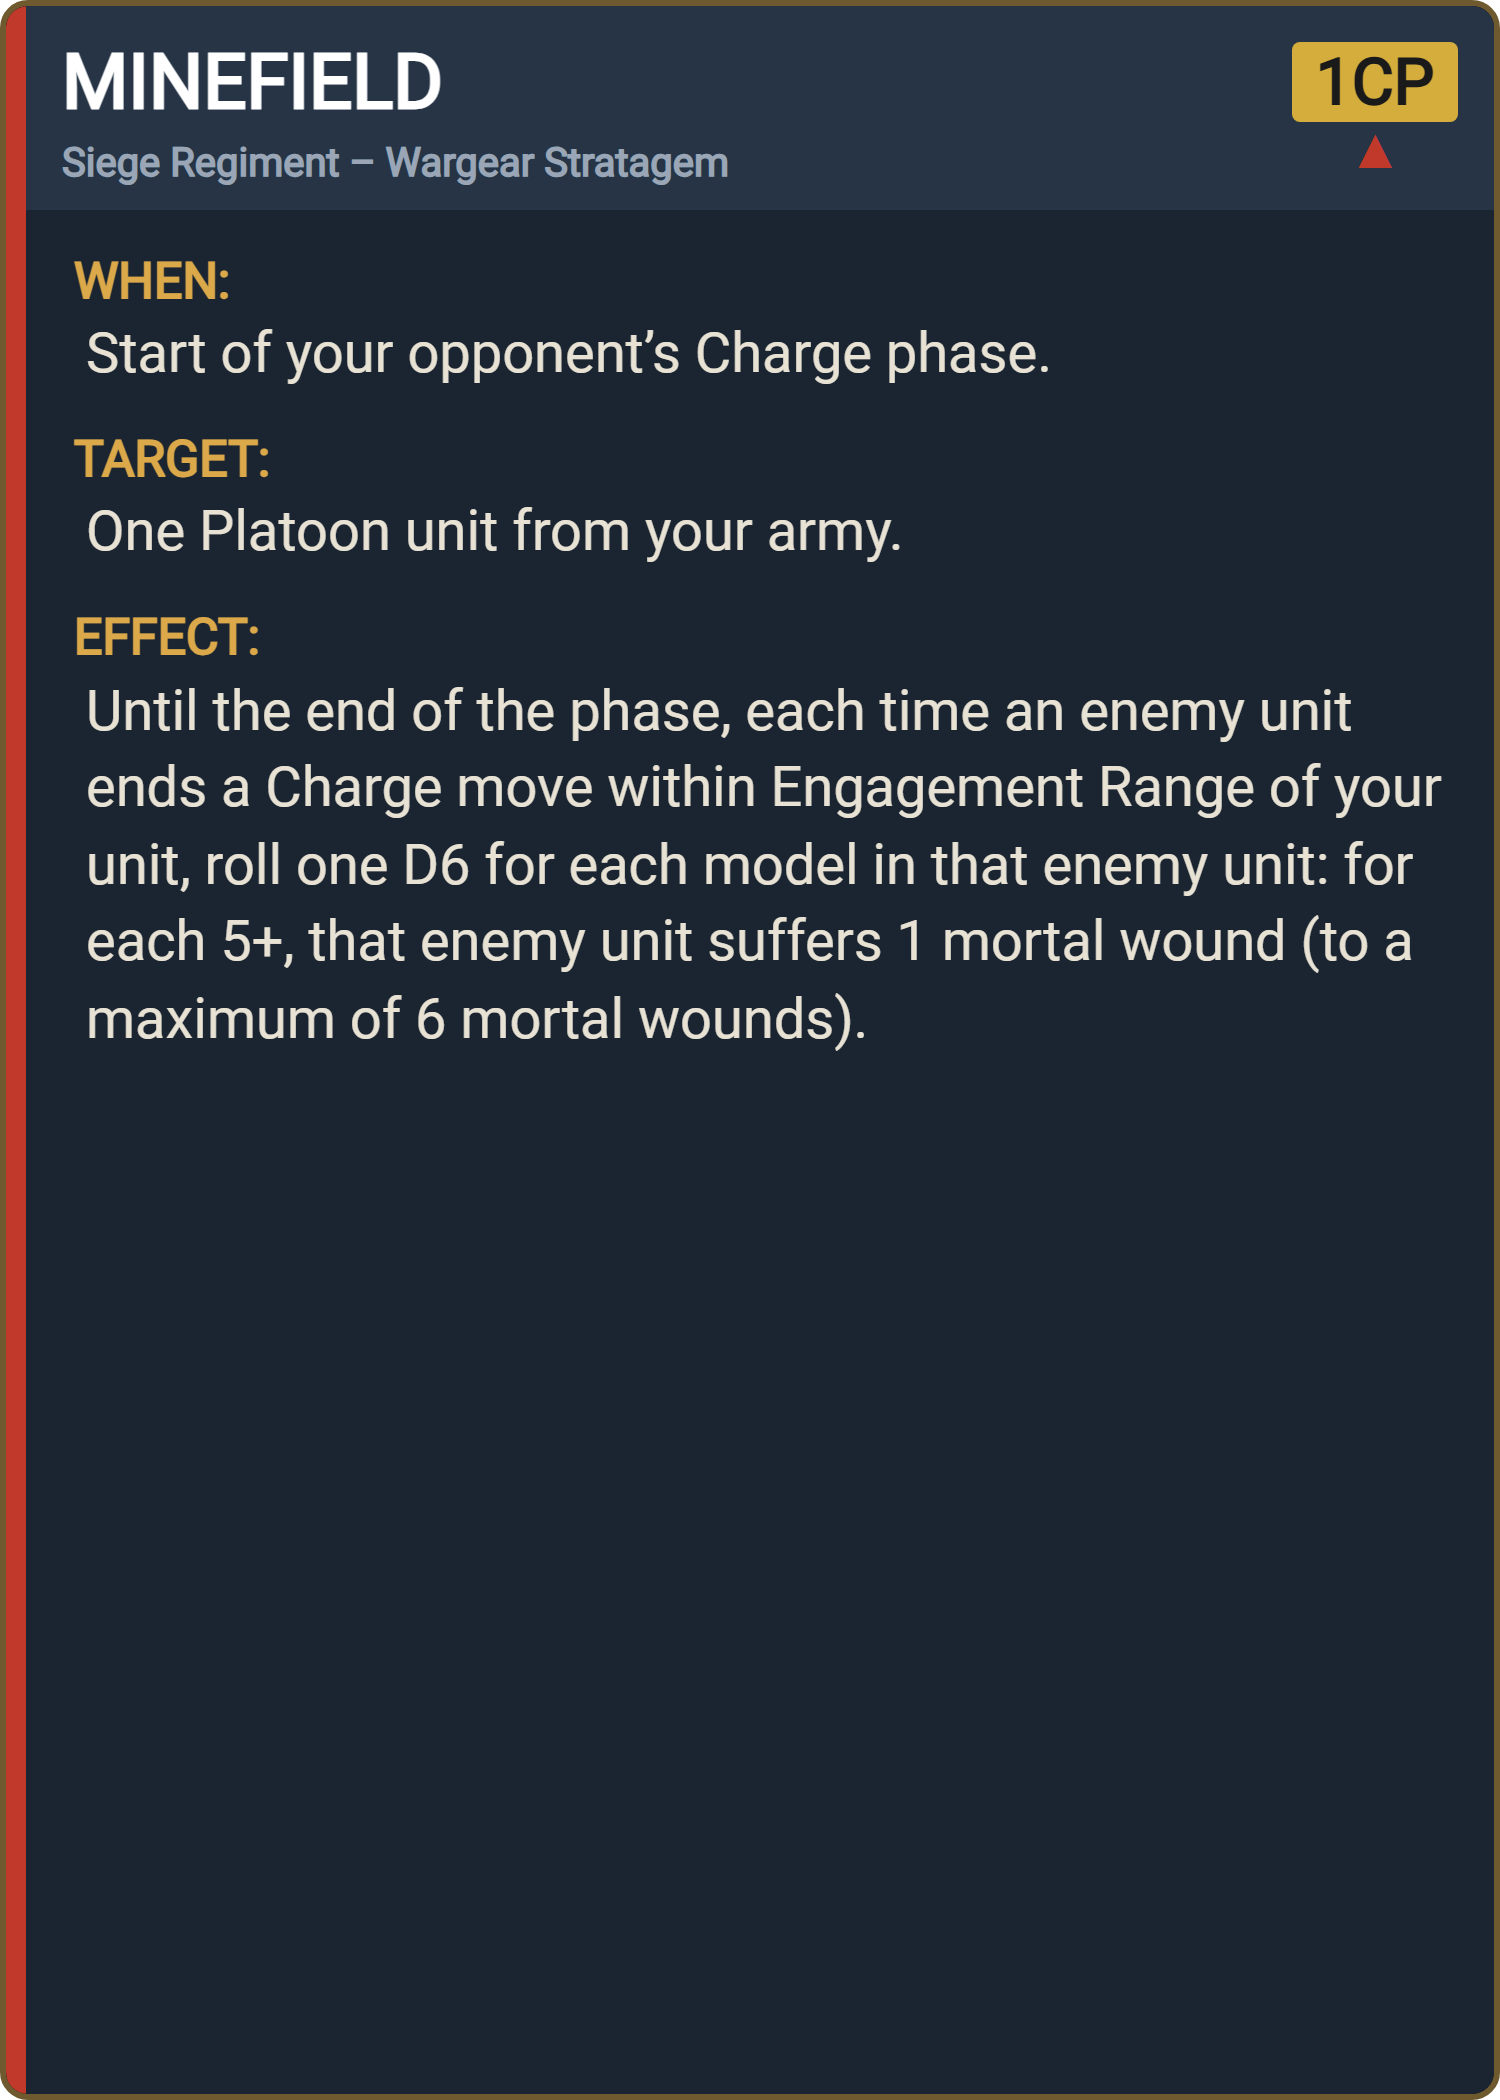 MINEFIELD
1CP
Siege Regiment – Wargear Stratagem
WHEN:
Start of your opponent’s Charge phase.
TARGET:
One Platoon unit from your army.
EFFECT:
Until the end of the phase, each time an enemy unit
ends a Charge move within Engagement Range of your
unit, roll one D6 for each model in that enemy unit: for
each 5+, that enemy unit suffers 1 mortal wound (to a
maximum of 6 mortal wounds).